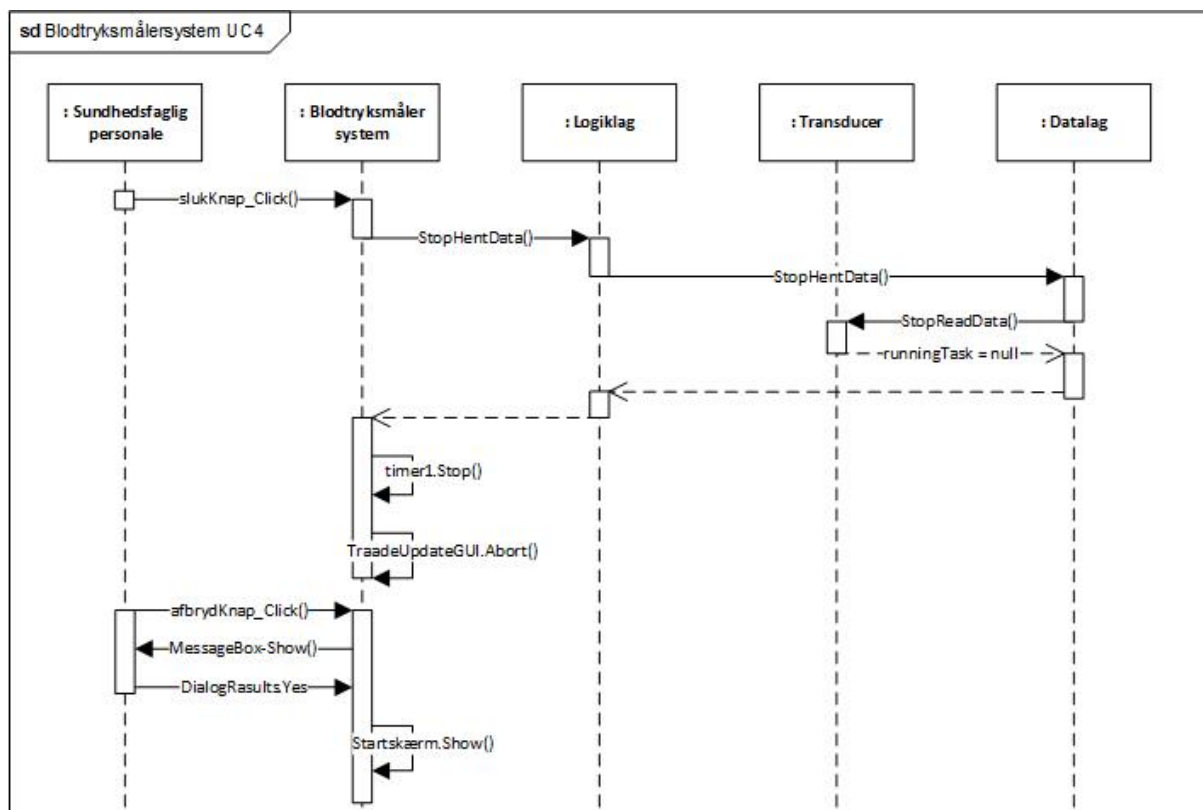 sd Blodtryksmålersystem UC4
: Sundhedsfaglig
personale
: Blodtryksmåler
system
: Logiklag
: Transducer
: Datalag
slukKnap_Click()
StopHentData()
StopHentData()
StopReadData()
runningTask = null
timer1.Stop()
TraadeUpdateGUI.Abort()
afbrydKnap_Click()
MessageBox-Show()
DialogRasults.Yes
Startskærm.Show()